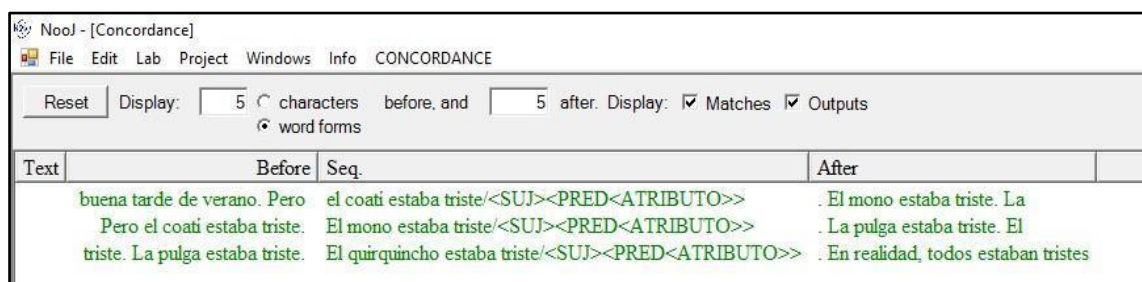 NooJ - [Concordance]
File Edit Lab Project Windows Info CONCORDANCE
Reset Display: 5 characters before, and 5 after. Display: Matches Outputs
word forms
Text Before Seq. After
buena tarde de verano. Pero el coatí estaba triste/<SUJ><PRED<ATRIBUTO>> . El mono estaba triste. La
Pero el coatí estaba triste. El mono estaba triste/<SUJ><PRED<ATRIBUTO>> . La pulga estaba triste. El
triste. La pulga estaba triste. El quirquincho estaba triste/<SUJ><PRED<ATRIBUTO>> . En realidad, todos estaban tristes